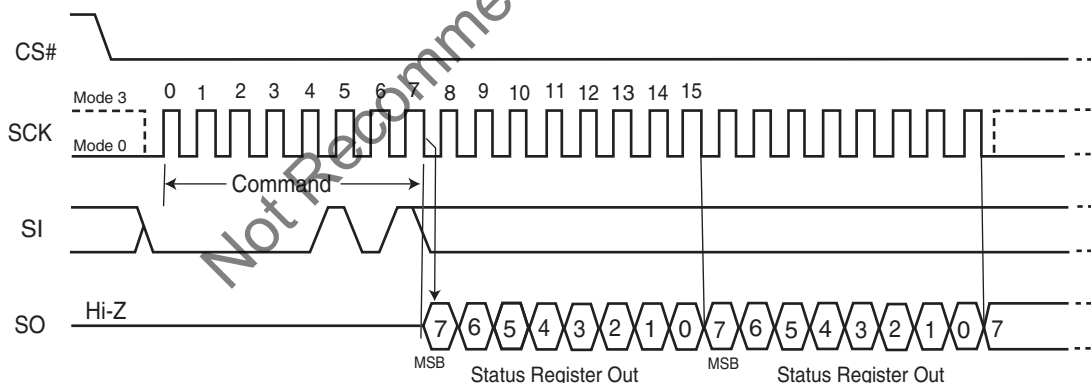 CS#
Mode 3
0 1 2 3 4 5 6 7 8 9 10 11 12 13 14 15
SCK
Mode 0
Command
SI
Hi-Z
SO
7 6 5 4 3 2 1 0 7 6 5 4 3 2 1 0 7
MSB MSB
Status Register Out Status Register Out
Not